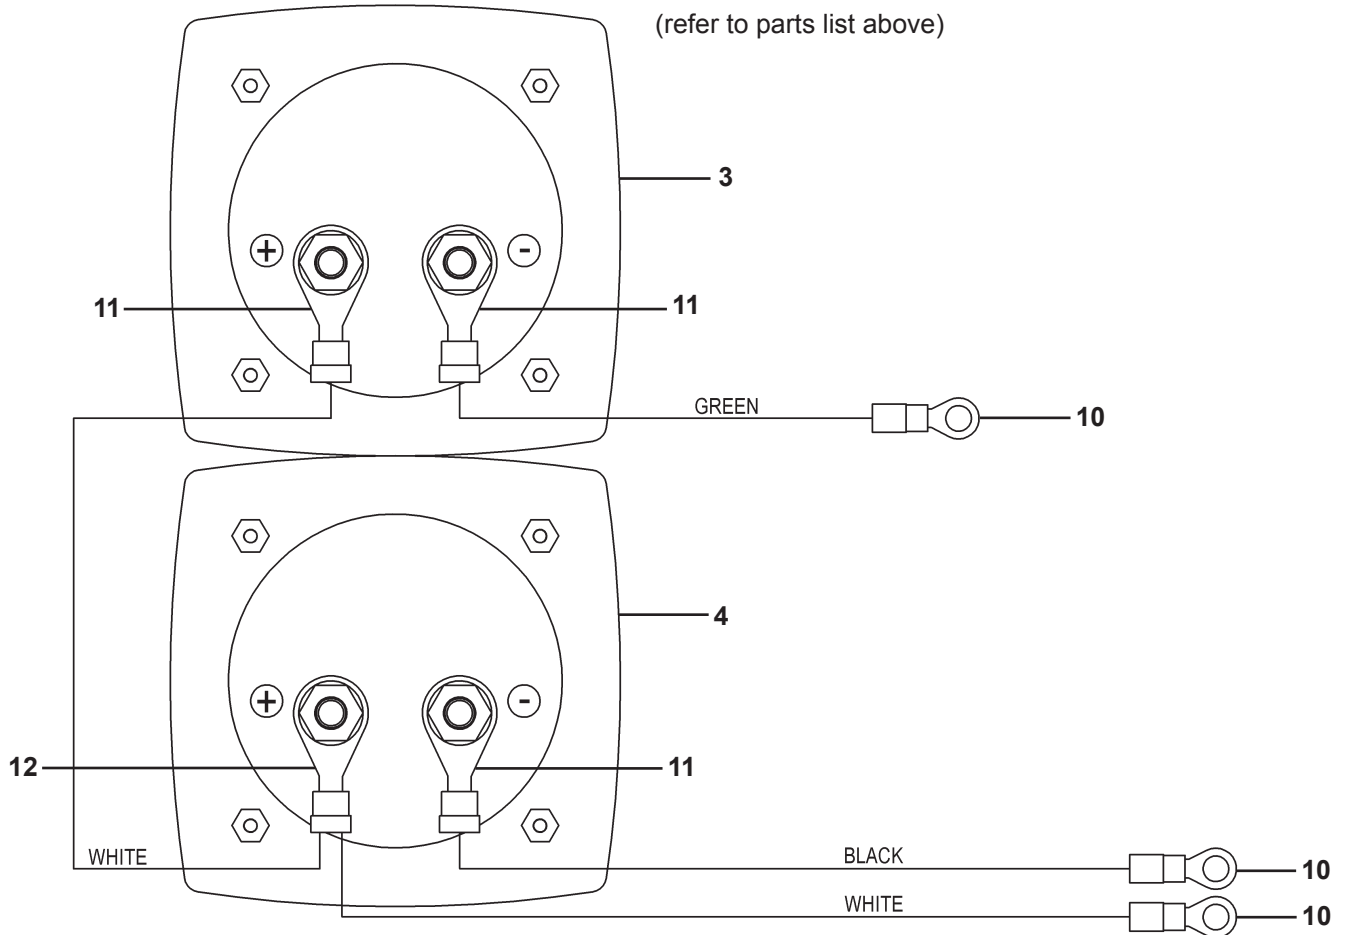 (refer to parts list above)
3
+ -
11 11
GREEN 10
4
+ -
12 11
WHITE BLACK 10
WHITE 10